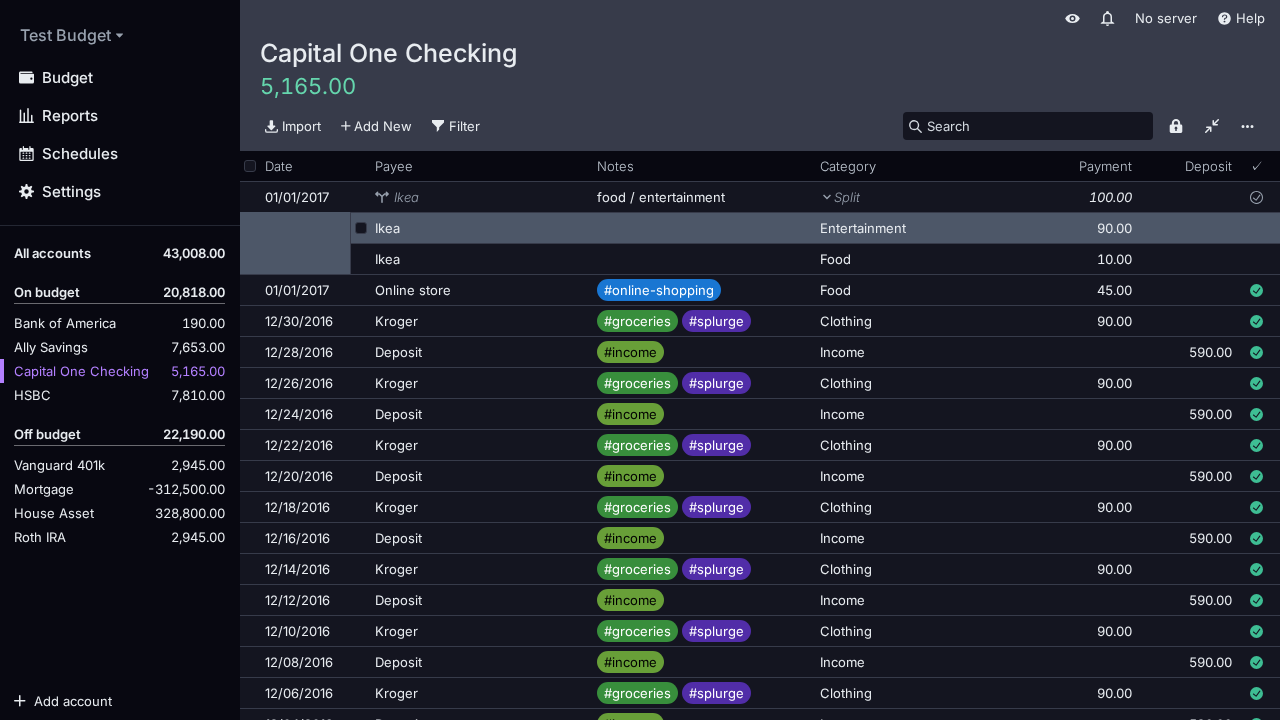 Test Budget
Budget
Reports
Schedules
Settings
All accounts 43,008.00
On budget 20,818.00
Bank of America 190.00
Ally Savings 7,653.00
Capital One Checking 5,165.00
HSBC 7,810.00
Off budget 22,190.00
Vanguard 401k 2,945.00
Mortgage -312,500.00
House Asset 328,800.00
Roth IRA 2,945.00
Add account
No server Help
Capital One Checking
5,165.00
Import Add New Filter Search
Date Payee Notes Category Payment Deposit ✓
01/01/2017 Ikea food / entertainment Split 100.00
Ikea Entertainment 90.00
Ikea Food 10.00
01/01/2017 Online store #online-shopping Food 45.00
12/30/2016 Kroger #groceries #splurge Clothing 90.00
12/28/2016 Deposit #income Income 590.00
12/26/2016 Kroger #groceries #splurge Clothing 90.00
12/24/2016 Deposit #income Income 590.00
12/22/2016 Kroger #groceries #splurge Clothing 90.00
12/20/2016 Deposit #income Income 590.00
12/18/2016 Kroger #groceries #splurge Clothing 90.00
12/16/2016 Deposit #income Income 590.00
12/14/2016 Kroger #groceries #splurge Clothing 90.00
12/12/2016 Deposit #income Income 590.00
12/10/2016 Kroger #groceries #splurge Clothing 90.00
12/08/2016 Deposit #income Income 590.00
12/06/2016 Kroger #groceries #splurge Clothing 90.00